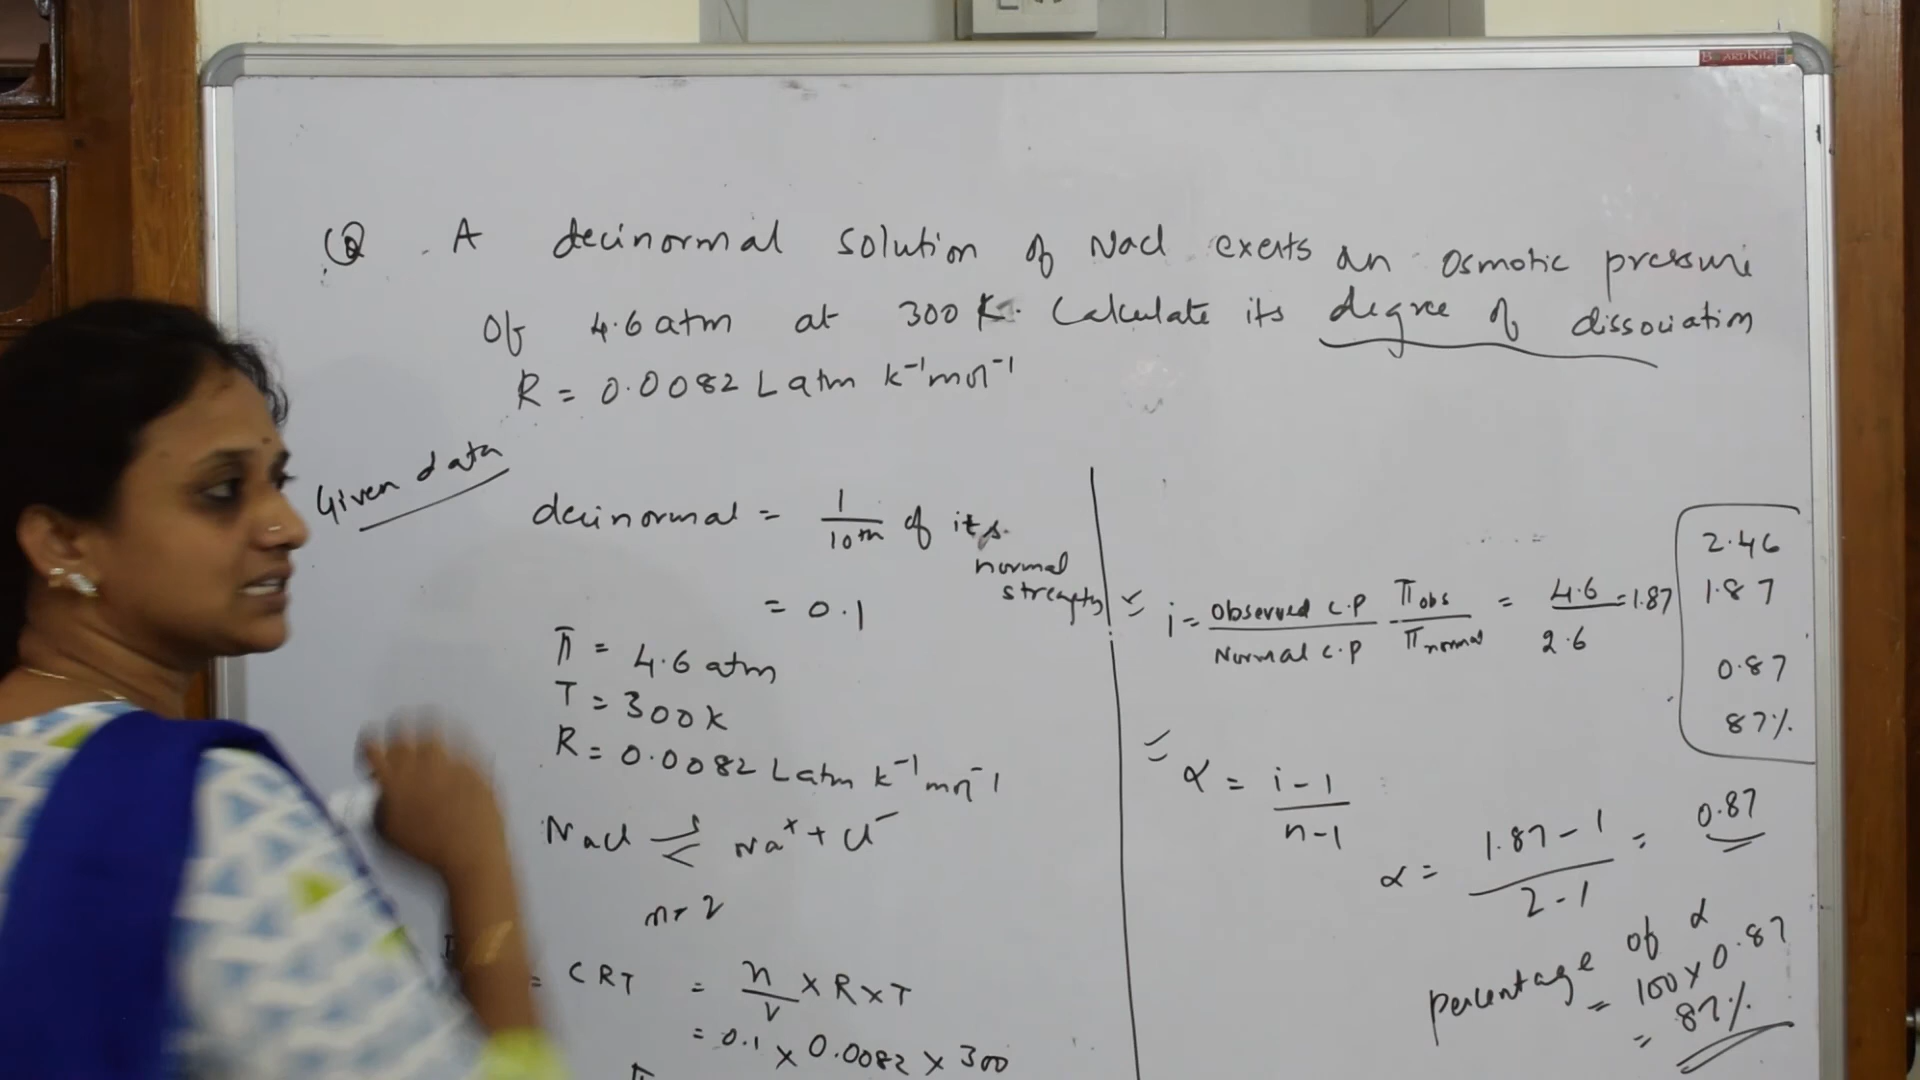 Q. A decinormal solution of Nacl exerts an osmotic pressure
of 4.6 atm at 300 K. Calculate its degree of dissociation
R = 0.0082 L atm k⁻¹ mol⁻¹
Given data
decinormal = 1/10th of its
normal
strength
= 0.1
π = 4.6 atm
T = 300k
R = 0.0082 L atm k⁻¹ mol⁻¹
NaCl ⇌ Na⁺ + Cl⁻
n = 2
= CRT = n/V × R × T
= 0.1 × 0.0082 × 300
π
i = Observed C.P / Normal C.P = π obs / π normal = 4.6 / 2.6 = 1.87
α = i - 1 / n - 1
α = 1.87 - 1 / 2 - 1 = 0.87
percentage of α
= 100 x 0.87
= 87%
2.46
1.87
0.87
87%